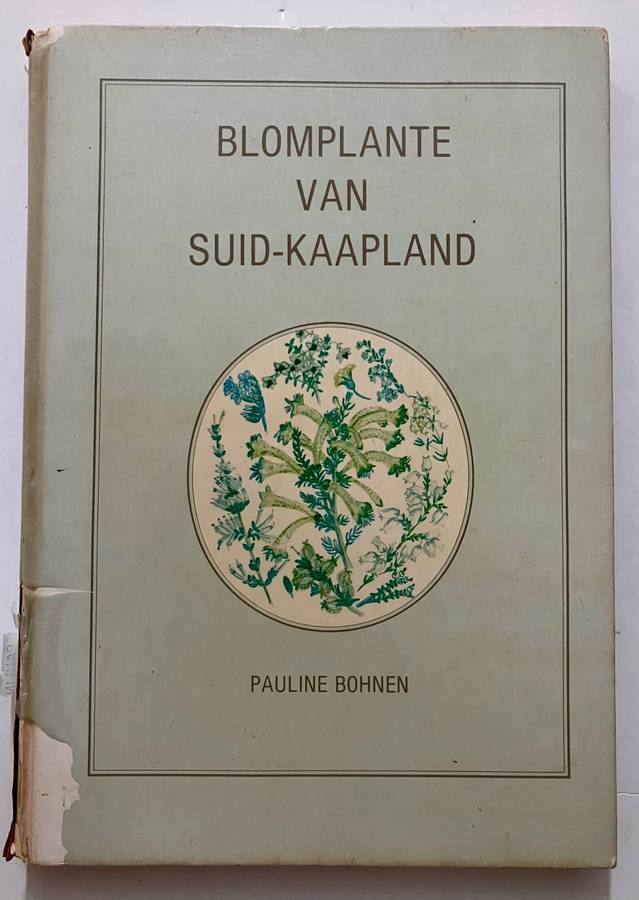 BLOMPLANTE
VAN
SUID-KAAPLAND
PAULINE BOHNEN